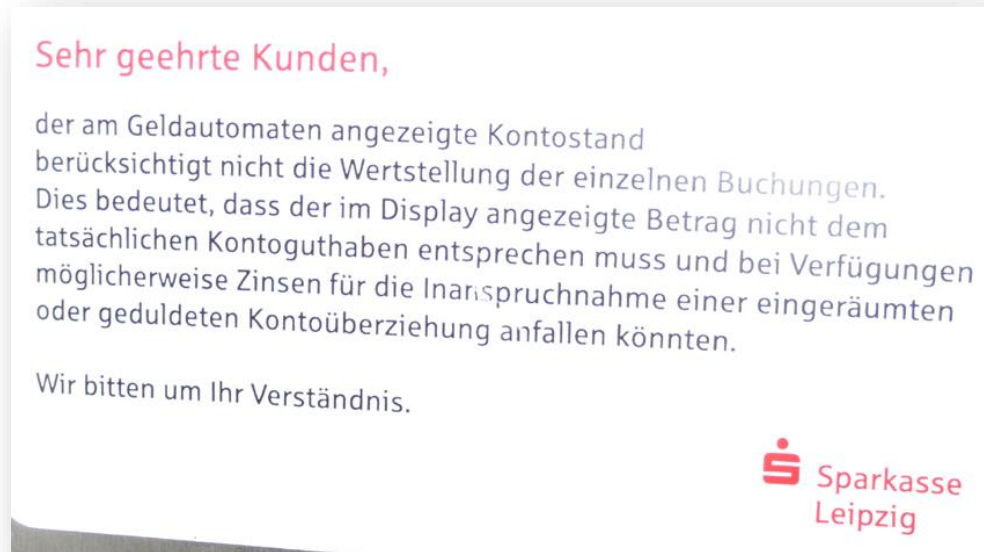 Sehr geehrte Kunden,
der am Geldautomaten angezeigte Kontostand
berücksichtigt nicht die Wertstellung der einzelnen Buchungen.
Dies bedeutet, dass der im Display angezeigte Betrag nicht dem
tatsächlichen Kontoguthaben entsprechen muss und bei Verfügungen
möglicherweise Zinsen für die Inanspruchnahme einer eingeräumten
oder geduldeten Kontoüberziehung anfallen könnten.
Wir bitten um Ihr Verständnis.
Sparkasse
Leipzig